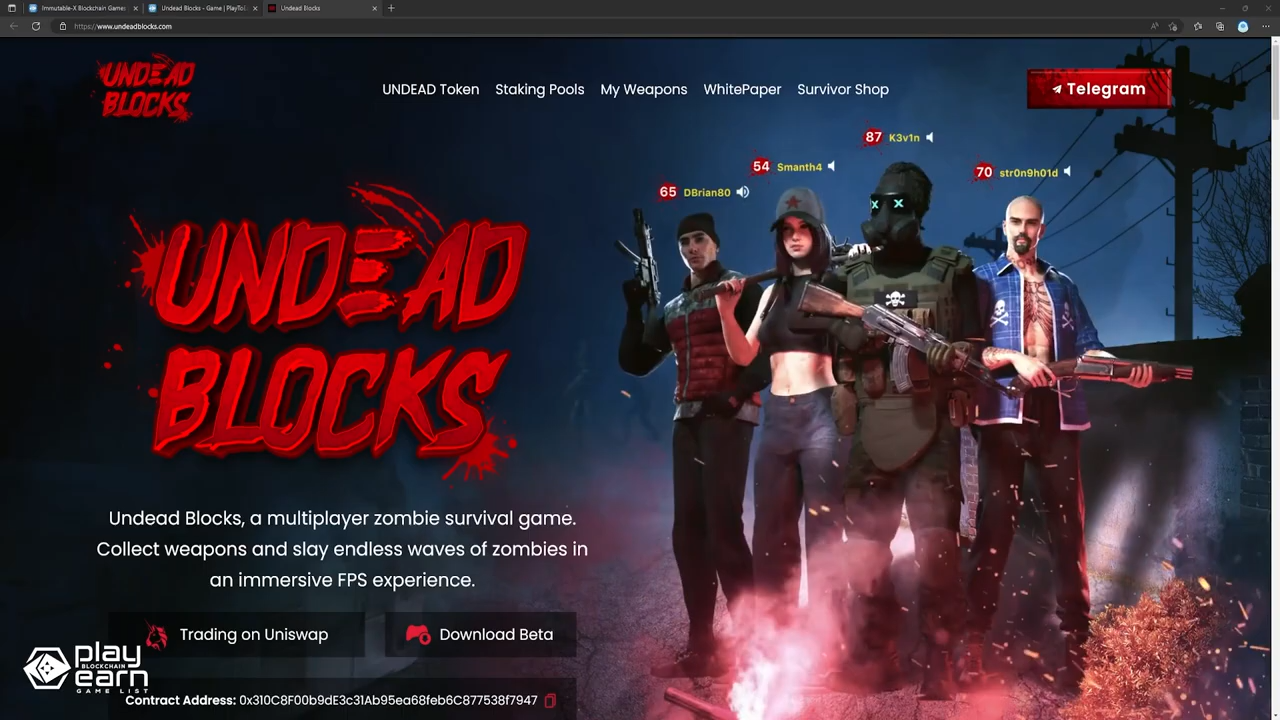 Immutable-X Blockchain Games
Undead Blocks - Game | PlayToE
Undead Blocks
https://www.undeadblocks.com
UNDEAD
BLOCKS
UNDEAD Token
Staking Pools
My Weapons
WhitePaper
Survivor Shop
Telegram
87 K3v1n
54 Smanth4
70 str0n9h01d
65 DBrian80
UNDEAD
BLOCKS
Undead Blocks, a multiplayer zombie survival game.
Collect weapons and slay endless waves of zombies in
an immersive FPS experience.
Trading on Uniswap
Download Beta
play
BLOCKCHAIN
earn
GAME LIST
Contract Address: 0x310C8F00b9dE3c31Ab95ea68feb6C877538f7947